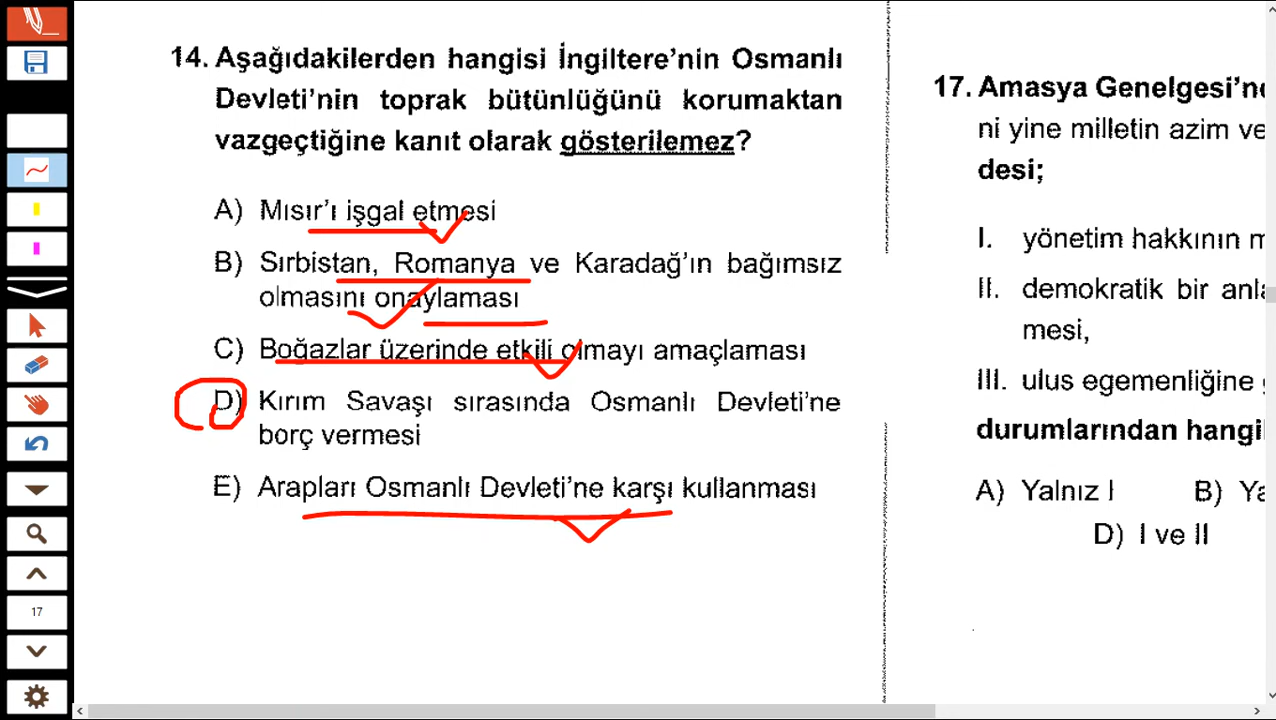 14. Aşağıdakilerden hangisi İngiltere'nin Osmanlı
Devleti'nin toprak bütünlüğünü korumaktan
vazgeçtiğine kanıt olarak gösterilemez?
A) Mısır'ı işgal etmesi
B) Sırbistan, Romanya ve Karadağ'ın bağımsız
olmasını onaylaması
C) Boğazlar üzerinde etkili olmayı amaçlaması
D) Kırım Savaşı sırasında Osmanlı Devleti'ne
borç vermesi
E) Arapları Osmanlı Devleti'ne karşı kullanması
17. Amasya Genelgesi'n
ni yine milletin azim ve
desi;
I. yönetim hakkının
II. demokratik bir
mesi,
III. ulus egemenliğine
durumlarından
A) Yalnız I B)
D) I ve II
17